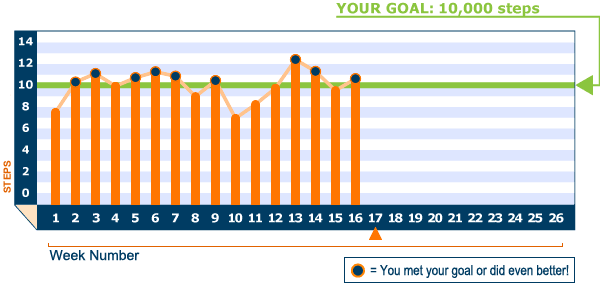 YOUR GOAL: 10,000 steps
14
12
10
8
6
4
2
0
STEPS
1 2 3 4 5 6 7 8 9 10 11 12 13 14 15 16 17 18 19 20 21 22 23 24 25 26
Week Number
= You met your goal or did even better!